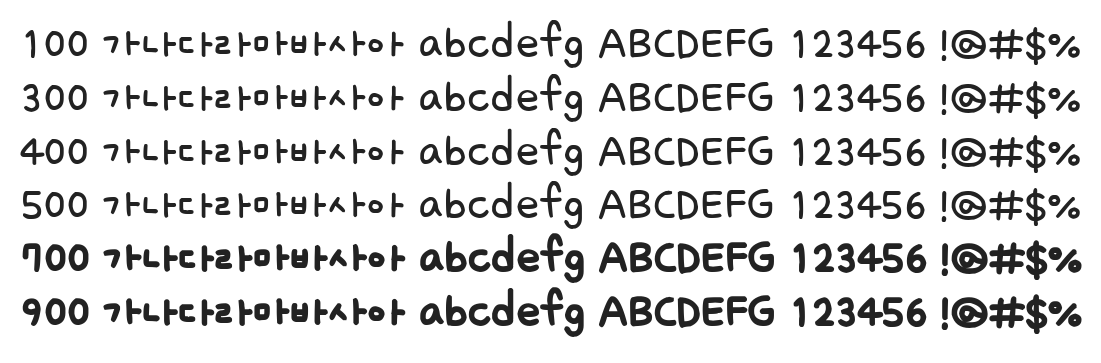 100 가나다라마바사아 abcdefg ABCDEFG 123456 !@#$%
300 가나다라마바사아 abcdefg ABCDEFG 123456 !@#$%
400 가나다라마바사아 abcdefg ABCDEFG 123456 !@#$%
500 가나다라마바사아 abcdefg ABCDEFG 123456 !@#$%
700 가나다라마바사아 abcdefg ABCDEFG 123456 !@#$%
900 가나다라마바사아 abcdefg ABCDEFG 123456 !@#$%